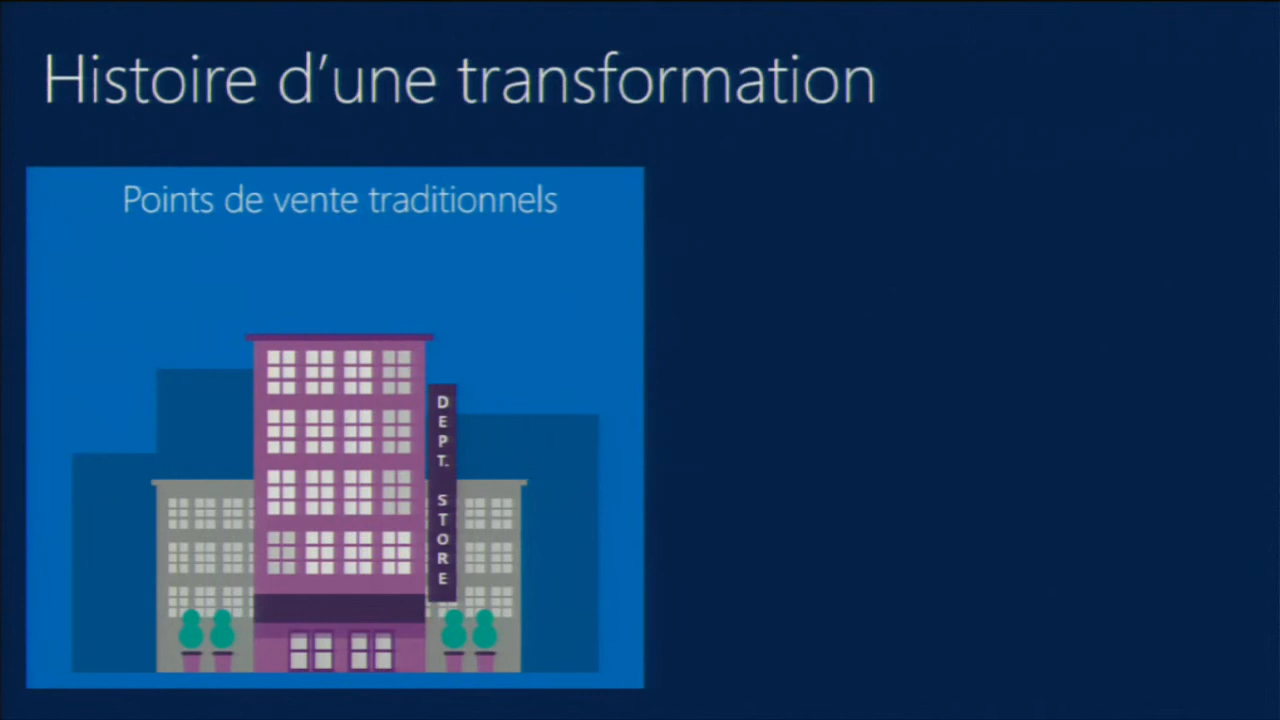 Histoire d’une transformation
Points de vente traditionnels
DEPT. STORE